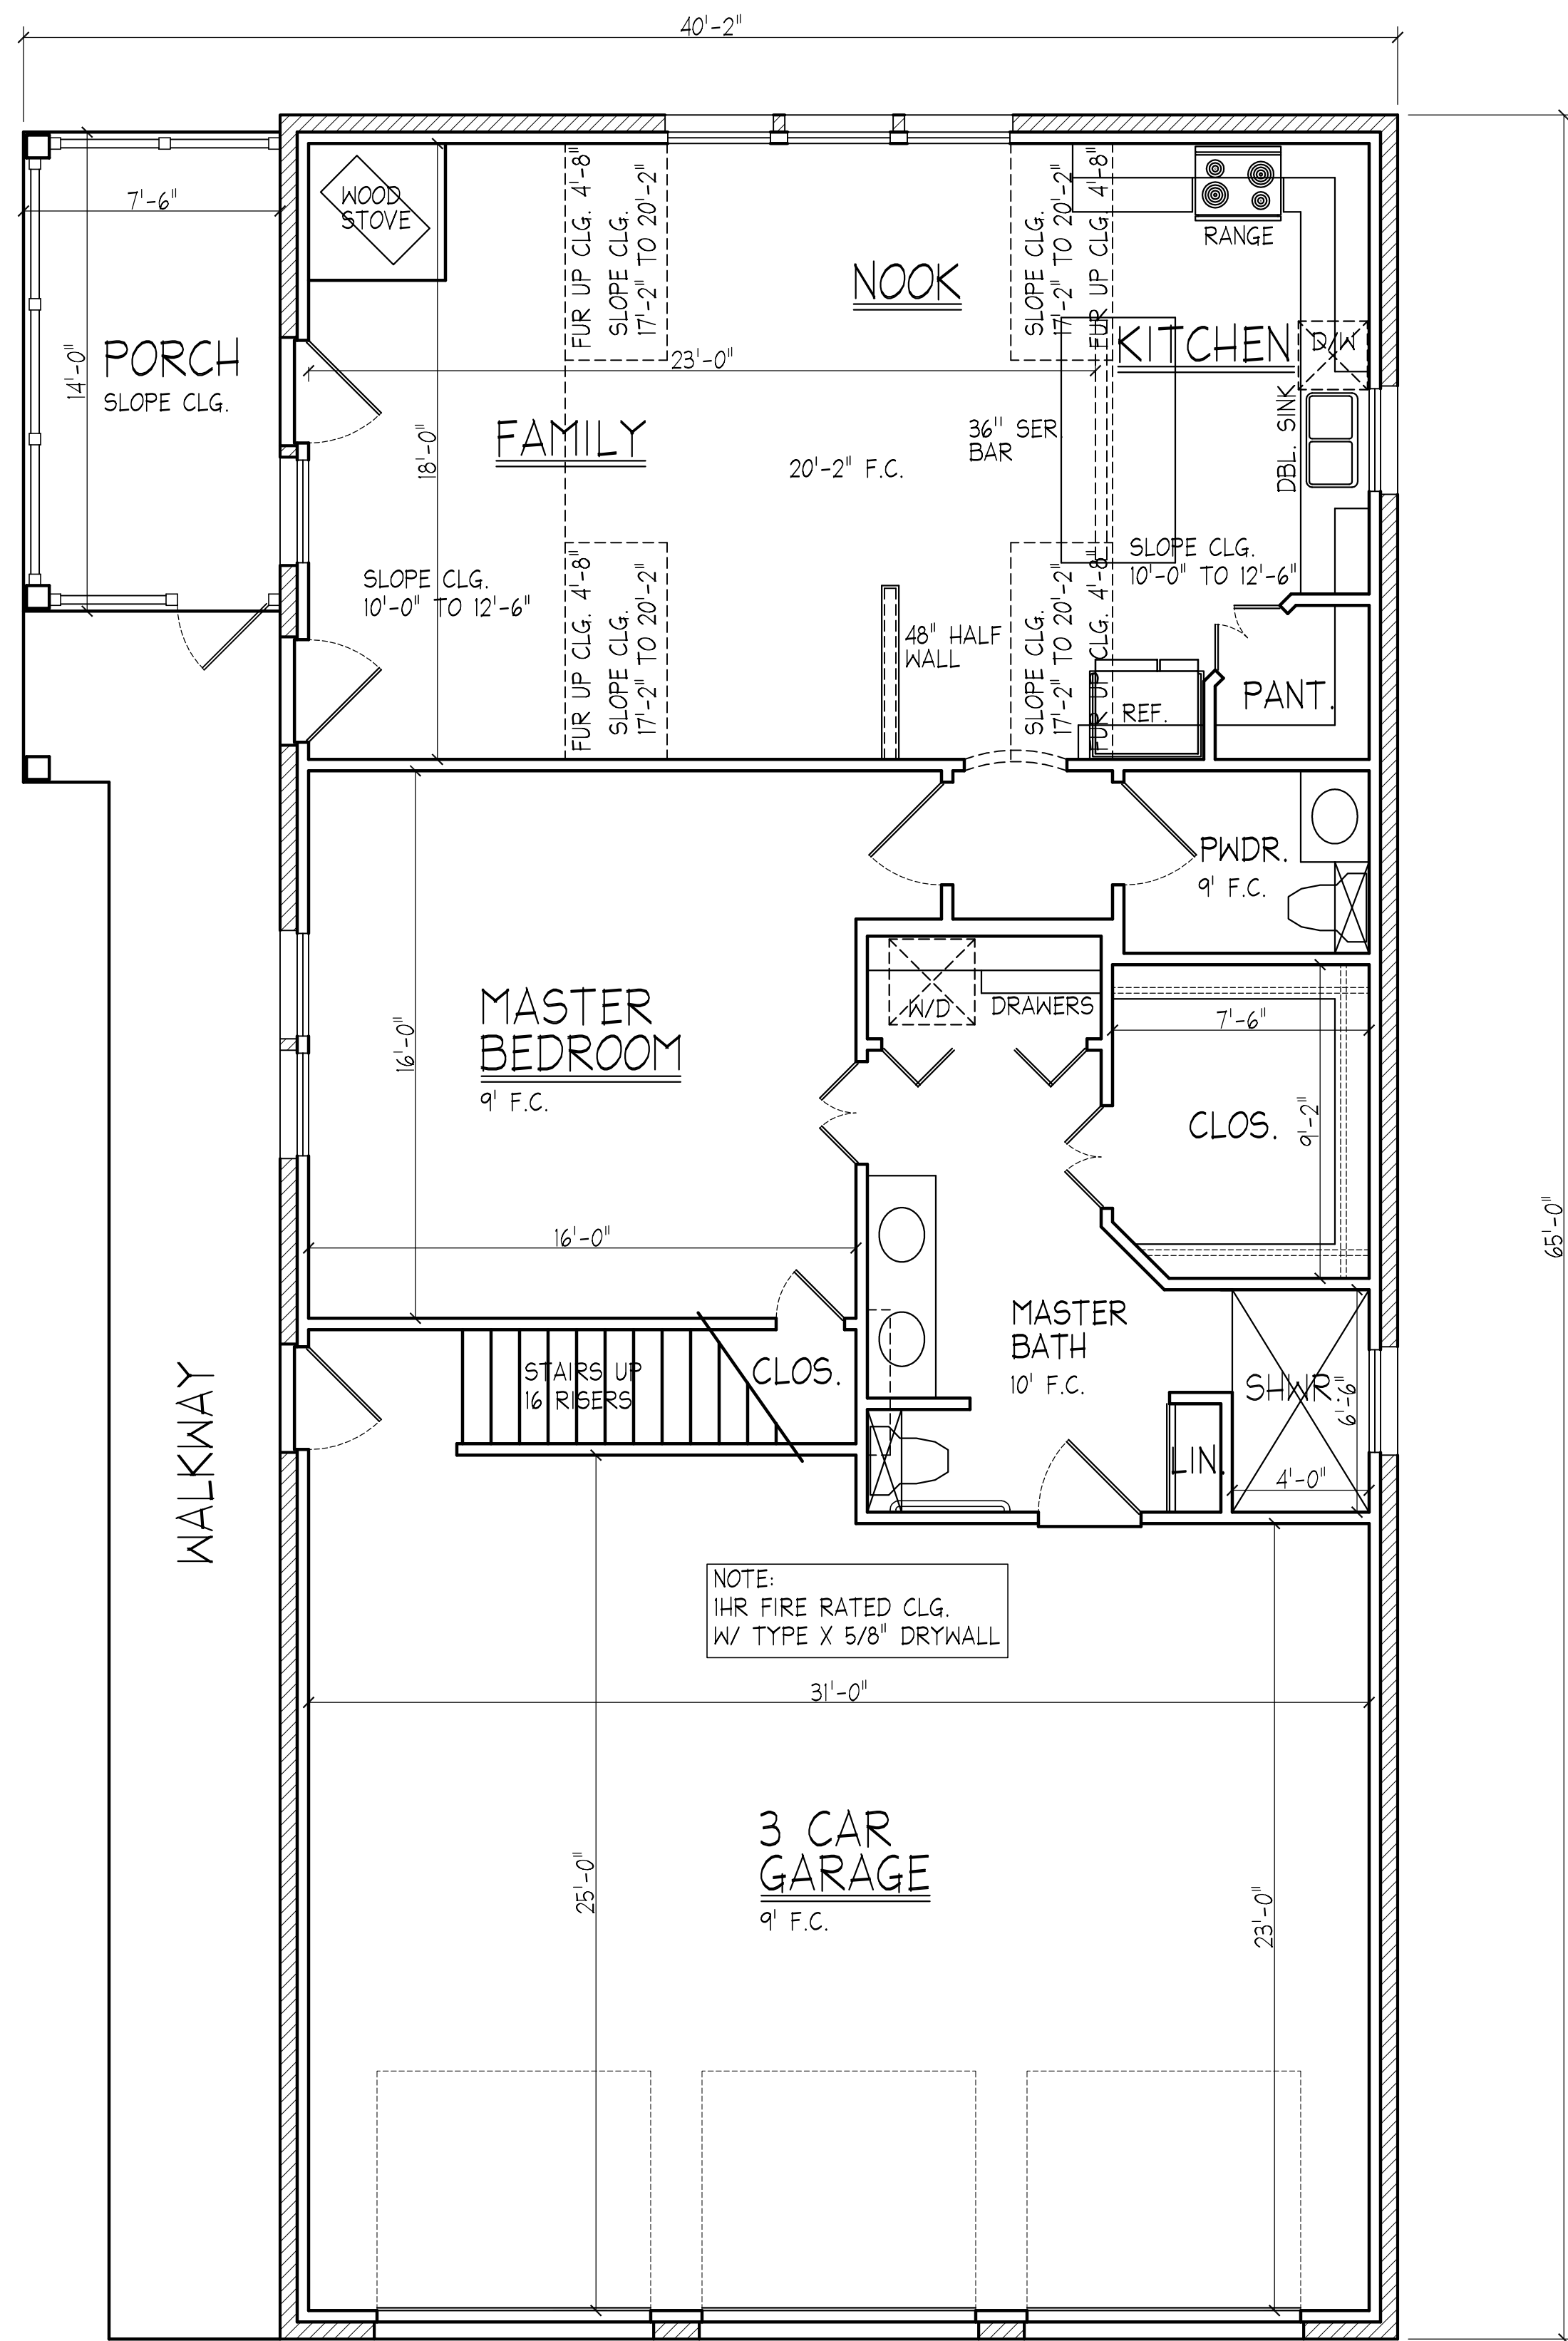 40'-2"
WOOD
STOVE
7'-6"
FUR UP CLG. 4'-8"
SLOPE CLG.
17'-2" TO 20'-2"
SLOPE CLG.
17'-2" TO 20'-2"
FUR UP CLG. 4'-8"
RANGE
NOOK
PORCH
SLOPE CLG.
14'-0"
23'-0"
KITCHEN
D/W
DBL. SINK
FAMILY
18'-0"
36" SER
BAR
20'-2" F.C.
SLOPE CLG.
10'-0" TO 12'-6"
SLOPE CLG.
10'-0" TO 12'-6"
FUR UP CLG. 4'-8"
SLOPE CLG.
17'-2" TO 20'-2"
48" HALF
WALL
SLOPE CLG.
17'-2" TO 20'-2"
FUR UP CLG. 4'-8"
REF.
PANT.
PWDR.
9' F.C.
MASTER
BEDROOM
9' F.C.
16'-0"
W/D
DRAWERS
7'-6"
CLOS.
9'-2"
65'-0"
16'-0"
MASTER
BATH
10' F.C.
STAIRS UP
16 RISERS
CLOS.
SHWR.
6'-6"
LIN.
4'-0"
WALKWAY
NOTE:
1HR FIRE RATED CLG.
W/ TYPE X 5/8" DRYWALL
31'-0"
3 CAR
GARAGE
9' F.C.
25'-0"
23'-0"